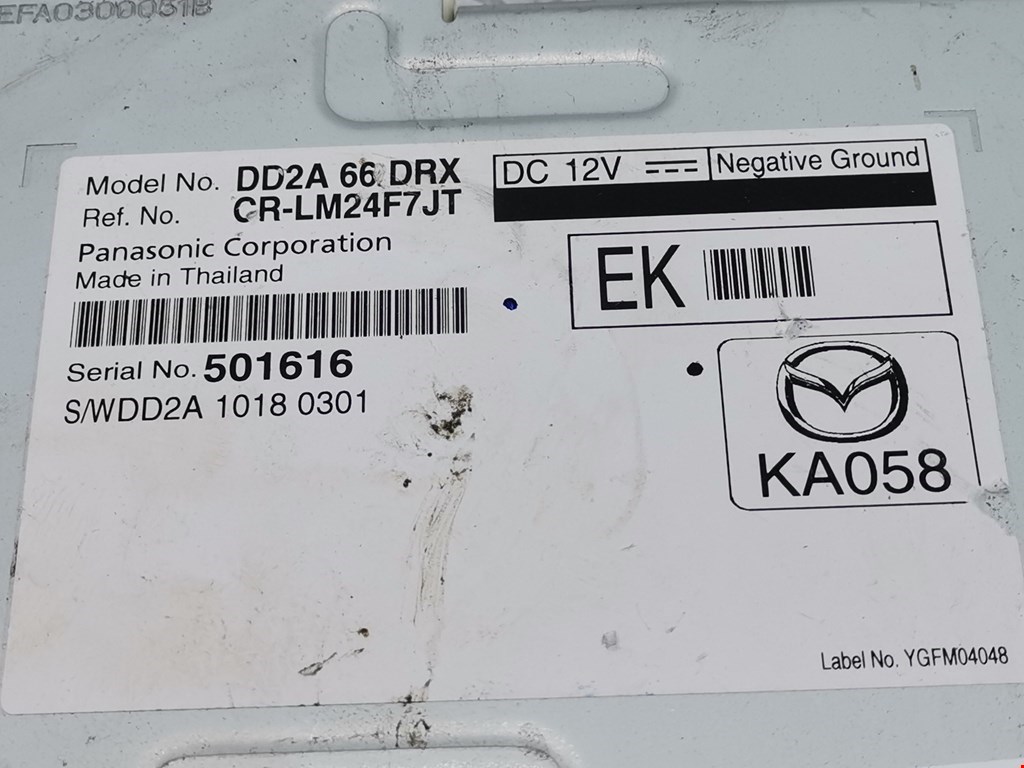 EFA0300051B
Model No. DD2A 66 DRX
Ref. No. CR-LM24F7JT
Panasonic Corporation
Made in Thailand
Serial No. 501616
S/WDD2A 1018 0301
DC 12V Negative Ground
EK
KA058
Label No. YGFM04048